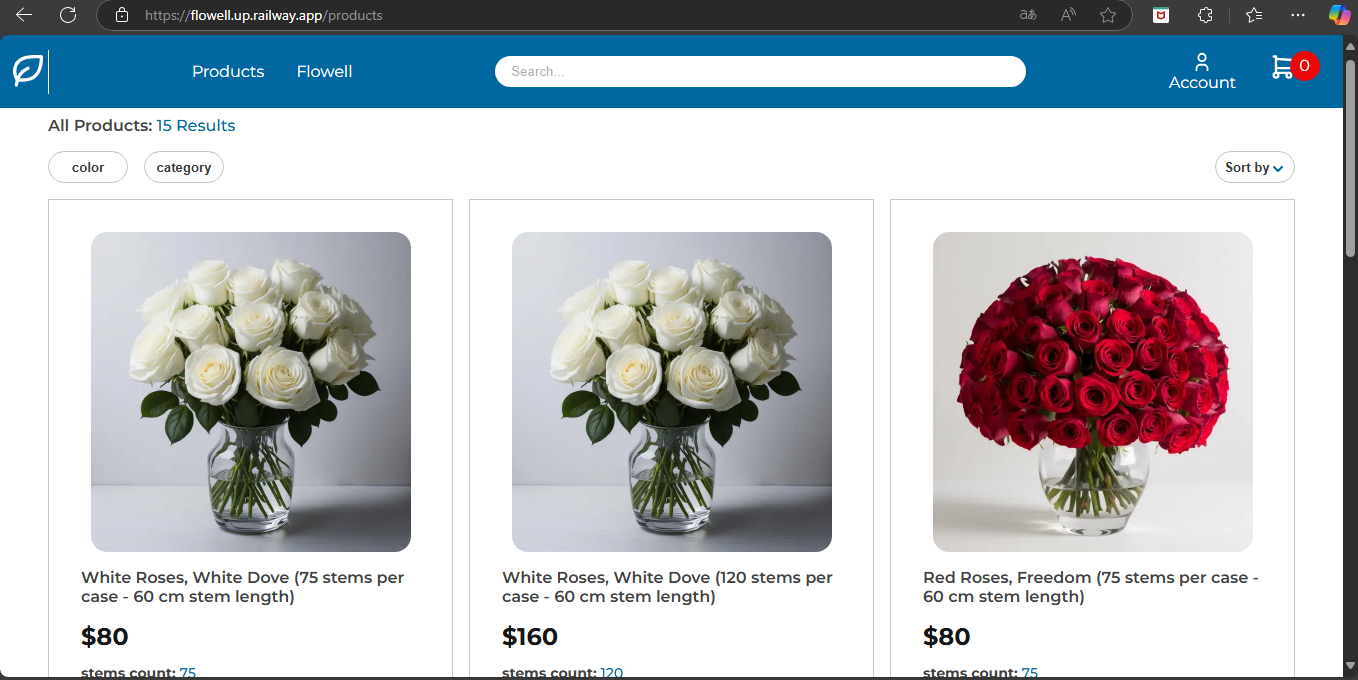 https://flowell.up.railway.app/products
Products
Flowell
Search...
Account
0
All Products: 15 Results
color
category
Sort by
White Roses, White Dove (75 stems per
case - 60 cm stem length)
$80
stems count: 75
White Roses, White Dove (120 stems per
case - 60 cm stem length)
$160
stems count: 120
Red Roses, Freedom (75 stems per case -
60 cm stem length)
$80
stems count: 75